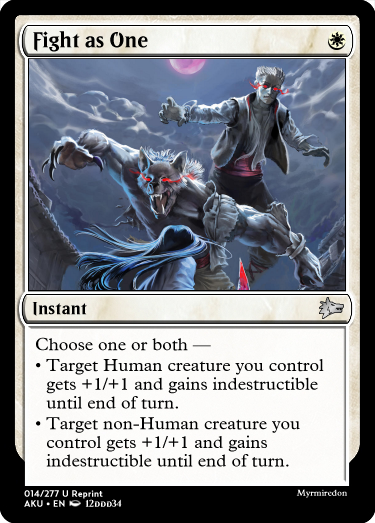 Fight as One
Instant
Choose one or both —
• Target Human creature you control
gets +1/+1 and gains indestructible
until end of turn.
• Target non-Human creature you
control gets +1/+1 and gains
indestructible until end of turn.
014/277 U Reprint
Myrmiredon
AKU • EN 12DDD34